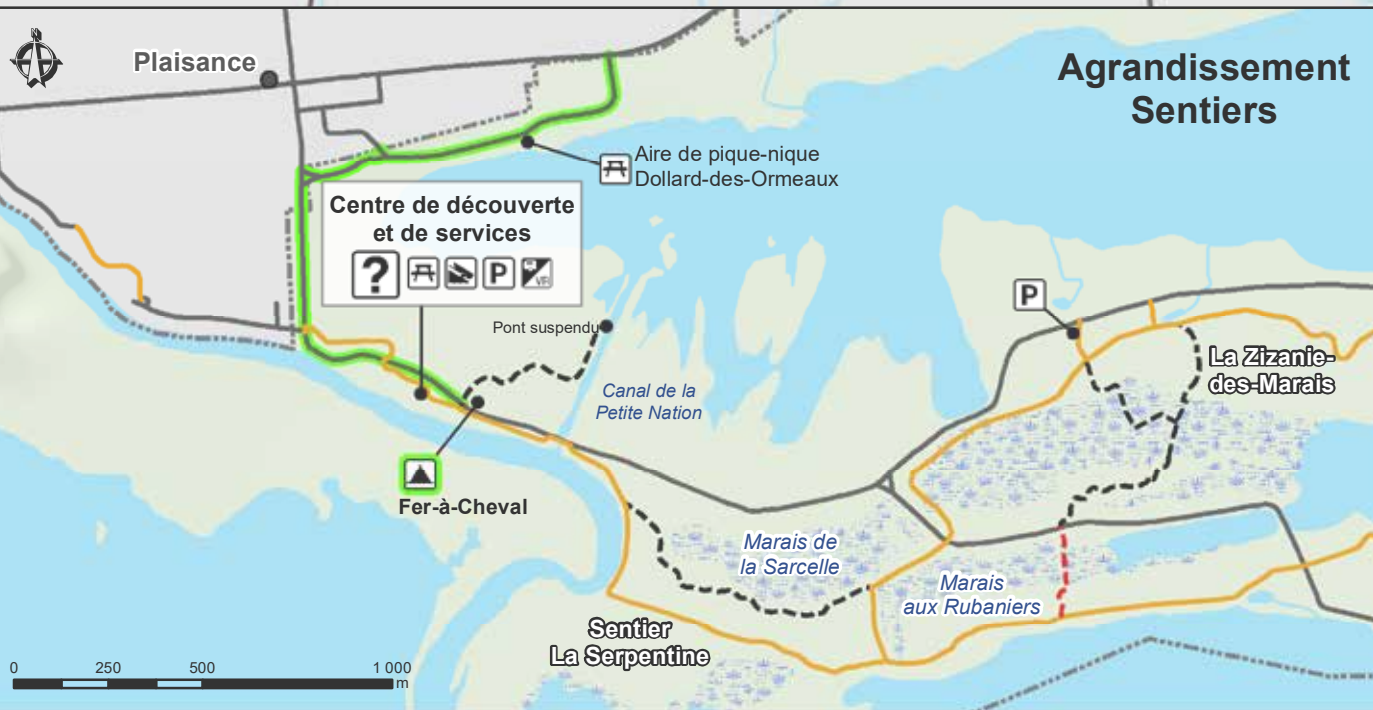 N
Plaisance
Agrandissement
Sentiers
Aire de pique-nique
Dollard-des-Ormeaux
Centre de découverte
et de services
? P VR
P
Pont suspendu
La Zizanie-
des-Marais
Canal de la
Petite Nation
Fer-à-Cheval
Marais de
la Sarcelle
Marais
aux Rubaniers
Sentier
La Serpentine
0 250 500 1 000
m